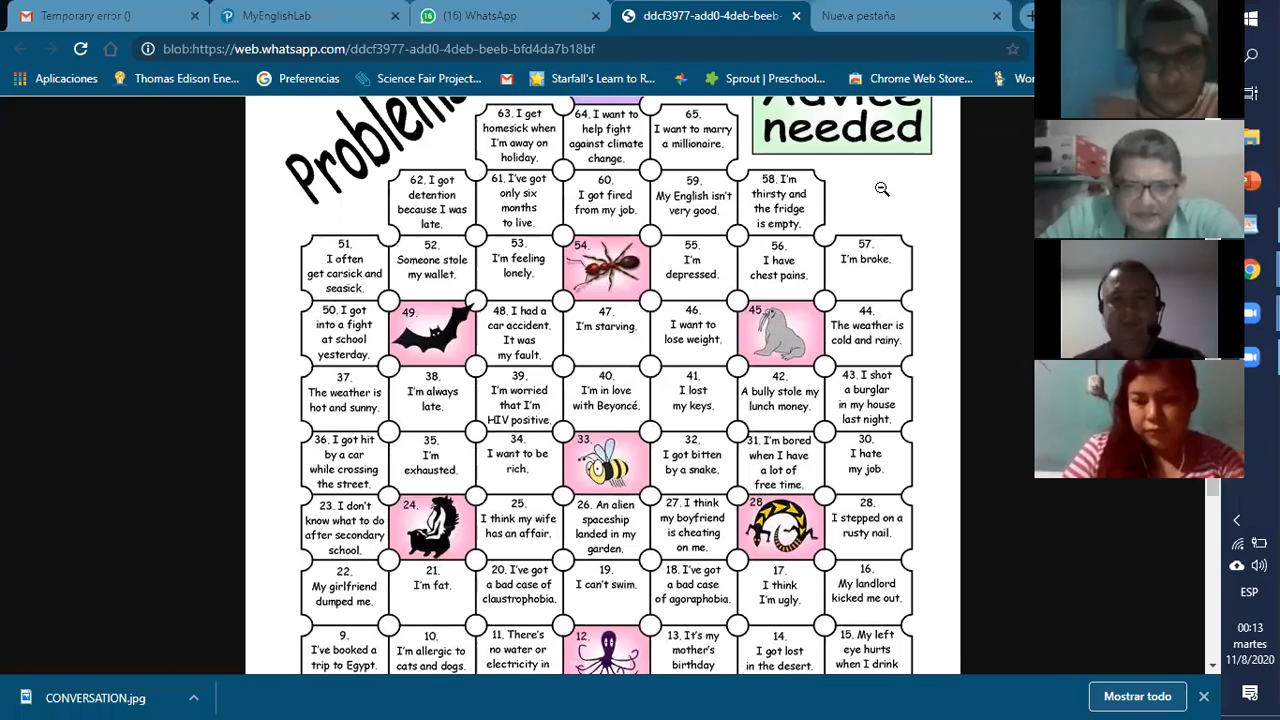 Temporary error ()
MyEnglishLab
(16) WhatsApp
ddcf3977-add0-4deb-beeb-
Nueva pestaña
blob:https://web.whatsapp.com/ddcf3977-add0-4deb-beeb-bfd4da7b18bf
Aplicaciones
Thomas Edison Ene...
Preferencias
Science Fair Project...
Starfall's Learn to R...
Sprout | Preschool...
Chrome Web Store...
Wor
Problems
Advice
needed
63. I get
homesick when
I'm away on
holiday.
64. I want to
help fight
against climate
change.
65.
I want to marry
a millionaire.
62. I got
detention
because I was
late.
61. I've got
only six
months
to live.
60.
I got fired
from my job.
59.
My English isn't
very good.
58. I'm
thirsty and
the fridge
is empty.
51.
I often
get carsick and
seasick.
52.
Someone stole
my wallet.
53.
I'm feeling
lonely.
54.
55.
I'm
depressed.
56.
I have
chest pains.
57.
I'm broke.
50. I got
into a fight
at school
yesterday.
49.
48. I had a
car accident.
It was
my fault.
47.
I'm starving.
46.
I want to
lose weight.
45.
44.
The weather is
cold and rainy.
37.
The weather is
hot and sunny.
38.
I'm always
late.
39.
I'm worried
that I'm
HIV positive.
40.
I'm in love
with Beyoncé.
41.
I lost
my keys.
42.
A bully stole my
lunch money.
43. I shot
a burglar
in my house
last night.
36. I got hit
by a car
while crossing
the street.
35.
I'm
exhausted.
34.
I want to be
rich.
33.
32.
I got bitten
by a snake.
31. I'm bored
when I have
a lot of
free time.
30.
I hate
my job.
23. I don't
know what to do
after secondary
school.
24.
25.
I think my wife
has an affair.
26. An alien
spaceship
landed in my
garden.
27. I think
my boyfriend
is cheating
on me.
28
28.
I stepped on a
rusty nail.
22.
My girlfriend
dumped me.
21.
I'm fat.
20. I've got
a bad case of
claustrophobia.
19.
I can't swim.
18. I've got
a bad case
of agoraphobia.
17.
I think
I'm ugly.
16.
My landlord
kicked me out.
9.
I've booked a
trip to Egypt.
10.
I'm allergic to
cats and dogs.
11. There's
no water or
electricity in
12.
13. It's my
mother's
birthday
14.
I got lost
in the desert.
15. My left
eye hurts
when I drink
ESP
00:13
martes
11/8/2020
CONVERSATION.jpg
Mostrar todo